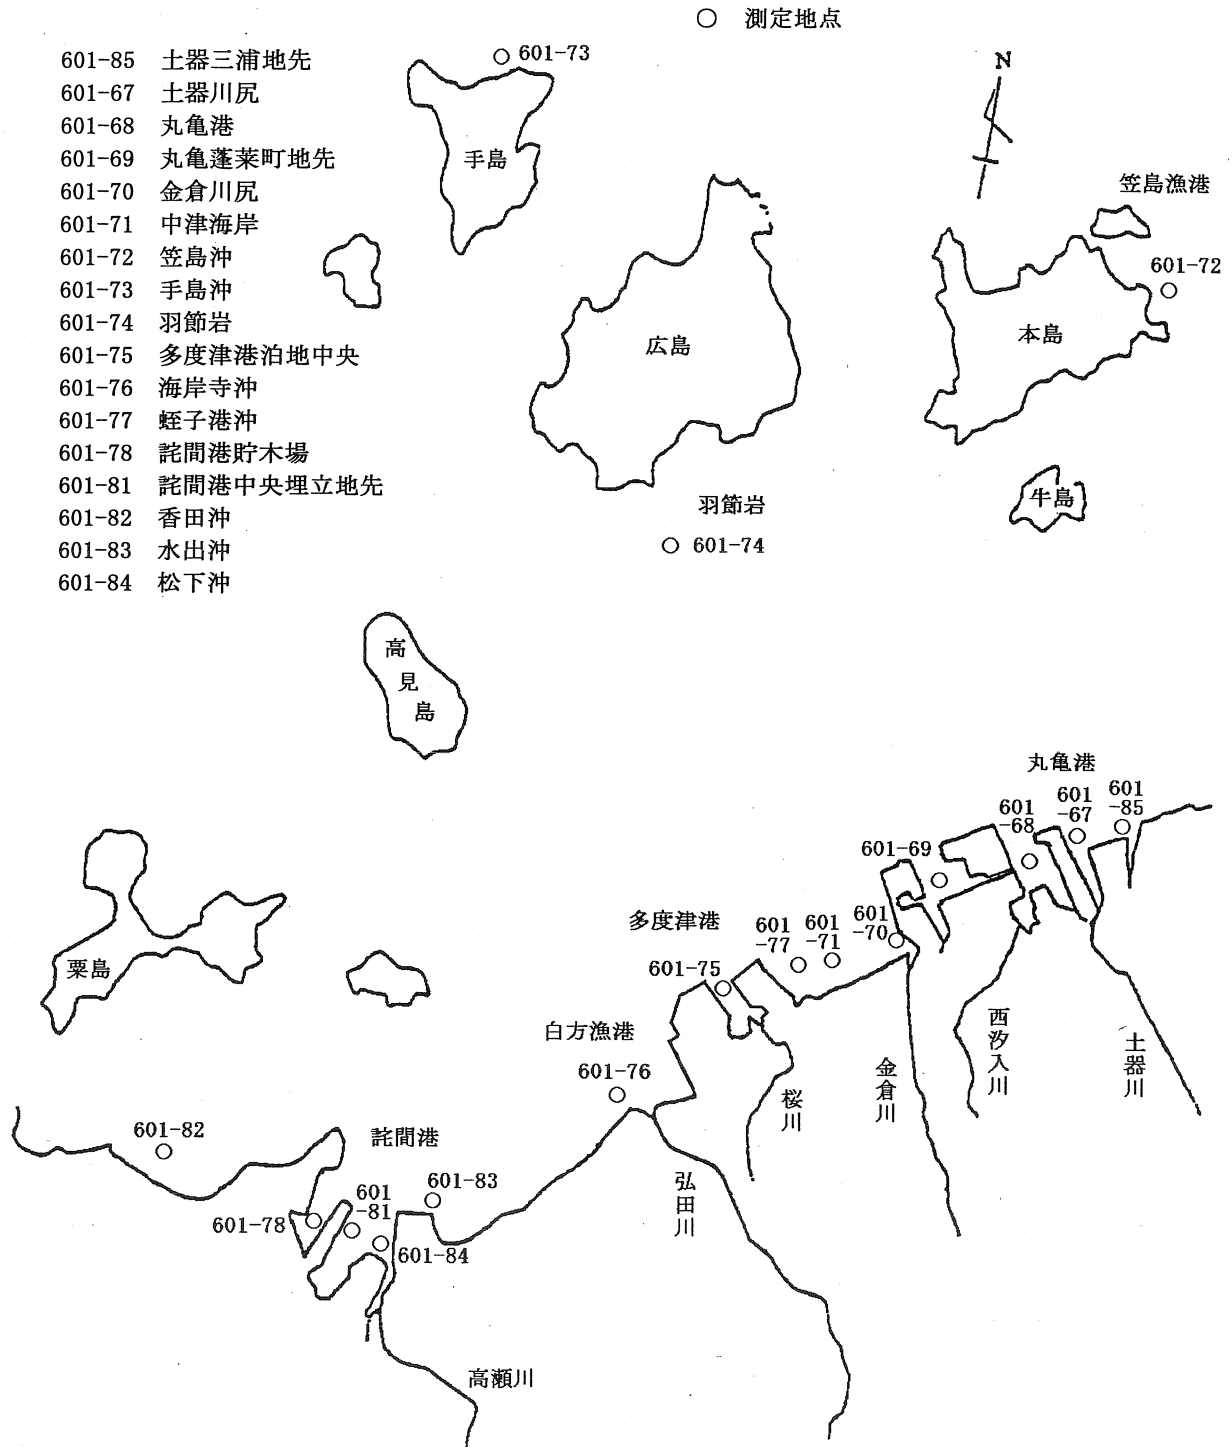 ○ 測定地点
601-85 土器三浦地先
601-67 土器川尻
601-68 丸亀港
601-69 丸亀蓬莱町地先
601-70 金倉川尻
601-71 中津海岸
601-72 笠島沖
601-73 手島沖
601-74 羽節岩
601-75 多度津港泊地中央
601-76 海岸寺沖
601-77 蛭子港沖
601-78 詫間港貯木場
601-81 詫間港中央埋立地先
601-82 香田沖
601-83 水出沖
601-84 松下沖
601-73
手島
N
笠島漁港
601-72
本島
広島
牛島
羽節岩
601-74
高見島
丸亀港
601-85
601-67
601-68
601-69
601-70
601-71
601-77
多度津港
601-75
粟島
白方漁港
601-76
西汐入川
土器川
金倉川
桜川
弘田川
601-82
詫間港
601-83
601-81
601-78
601-84
高瀬川